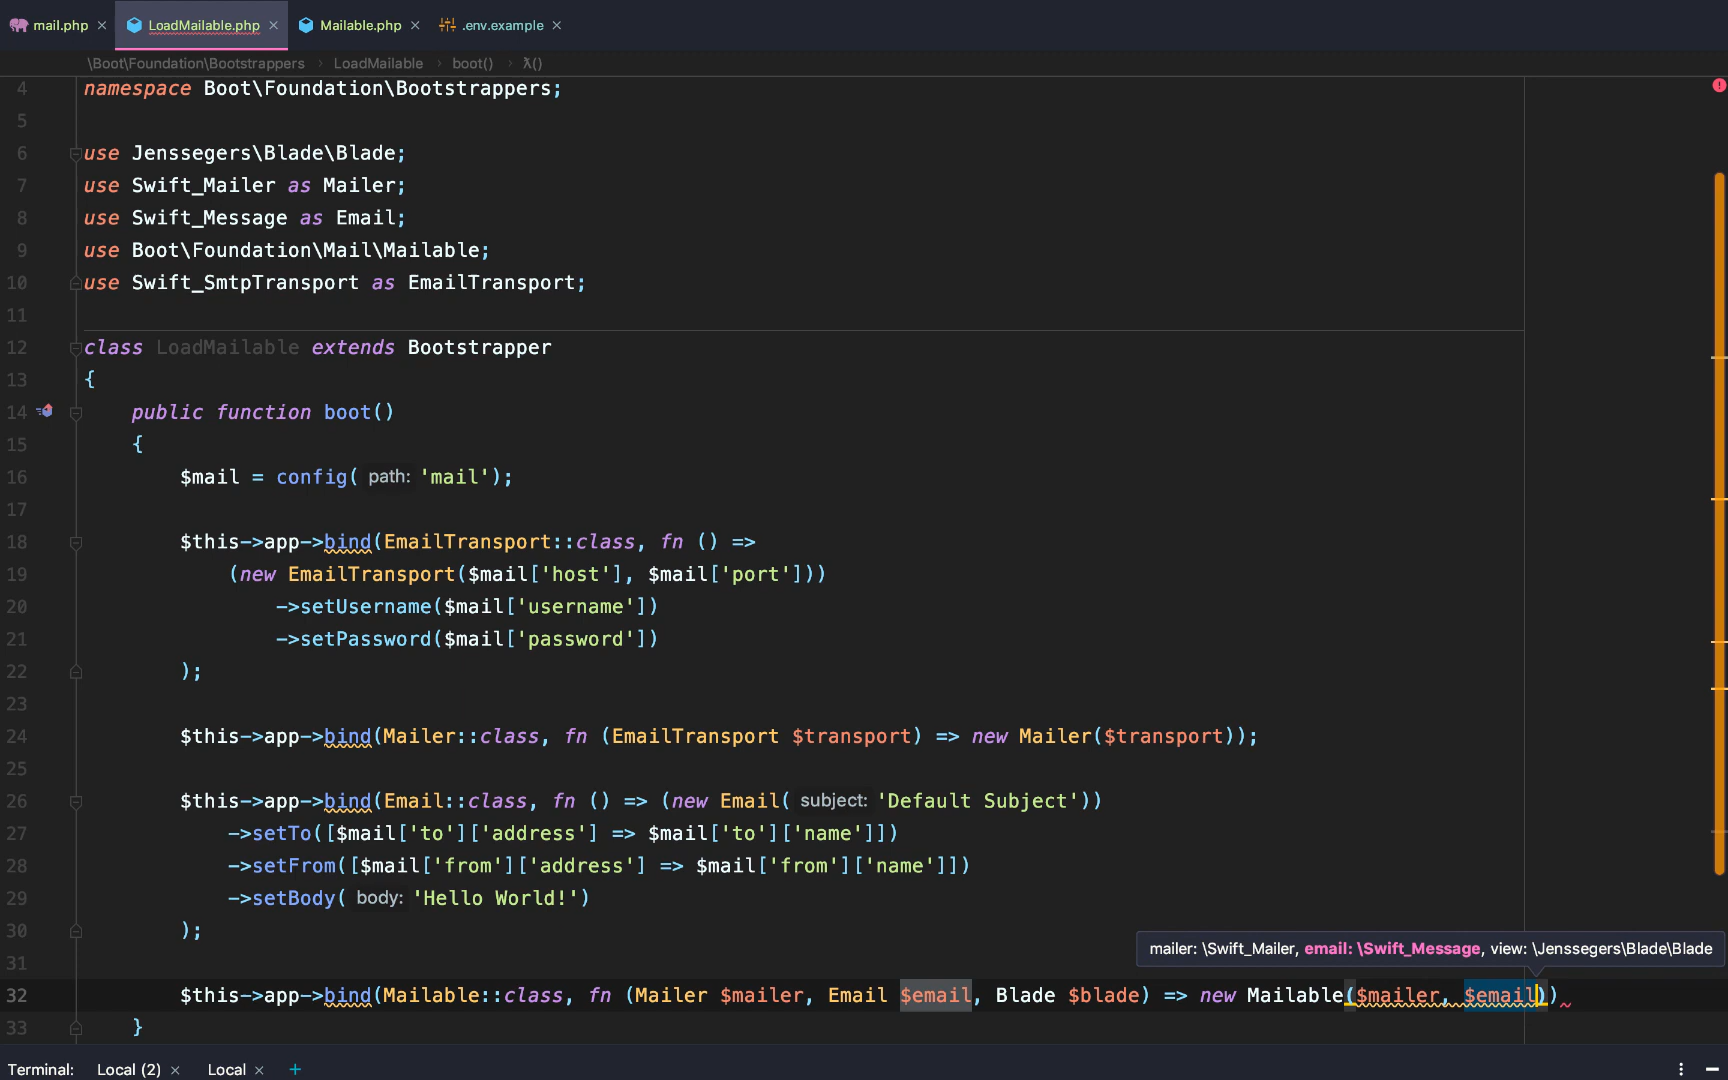 mail.php × LoadMailable.php × Mailable.php × .env.example ×
\Boot\Foundation\Bootstrappers › LoadMailable › boot() › λ()
4 namespace Boot\Foundation\Bootstrappers;
5
6 use Jenssegers\Blade\Blade;
7 use Swift_Mailer as Mailer;
8 use Swift_Message as Email;
9 use Boot\Foundation\Mail\Mailable;
10 use Swift_SmtpTransport as EmailTransport;
11
12 class LoadMailable extends Bootstrapper
13 {
14 public function boot()
15 {
16 $mail = config( path: 'mail');
17
18 $this->app->bind(EmailTransport::class, fn () =>
19 (new EmailTransport($mail['host'], $mail['port']))
20 ->setUsername($mail['username'])
21 ->setPassword($mail['password'])
22 );
23
24 $this->app->bind(Mailer::class, fn (EmailTransport $transport) => new Mailer($transport));
25
26 $this->app->bind(Email::class, fn () => (new Email( subject: 'Default Subject'))
27 ->setTo([$mail['to']['address'] => $mail['to']['name']])
28 ->setFrom([$mail['from']['address'] => $mail['from']['name']])
29 ->setBody( body: 'Hello World!')
30 );
31
mailer: \Swift_Mailer, email: \Swift_Message, view: \Jenssegers\Blade\Blade
32 $this->app->bind(Mailable::class, fn (Mailer $mailer, Email $email, Blade $blade) => new Mailable($mailer, $email))
33 }
Terminal: Local (2) × Local × +